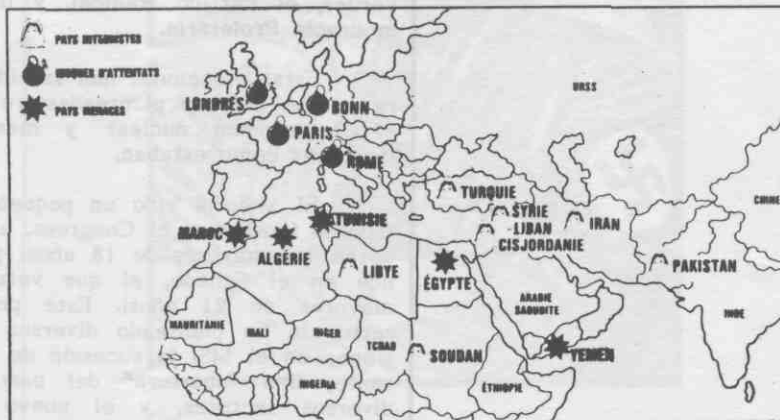 PAYS INTEGRISTES
RISQUES D'ATTENTATS
PAYS MENACES
LONDRES
BONN
PARIS
ROME
URSS
CHINE
TURQUIE
SYRIE
LIBAN
CISJORDANIE
IRAN
PAKISTAN
TUNISIE
MAROC
ALGÉRIE
LIBYE
ÉGYPTE
ARABIE
SAOUDITE
INDE
MAURITANIE
MALI
NIGER
TCHAD
SOUDAN
YEMEN
NIGERIA
ÉTHIOPIE